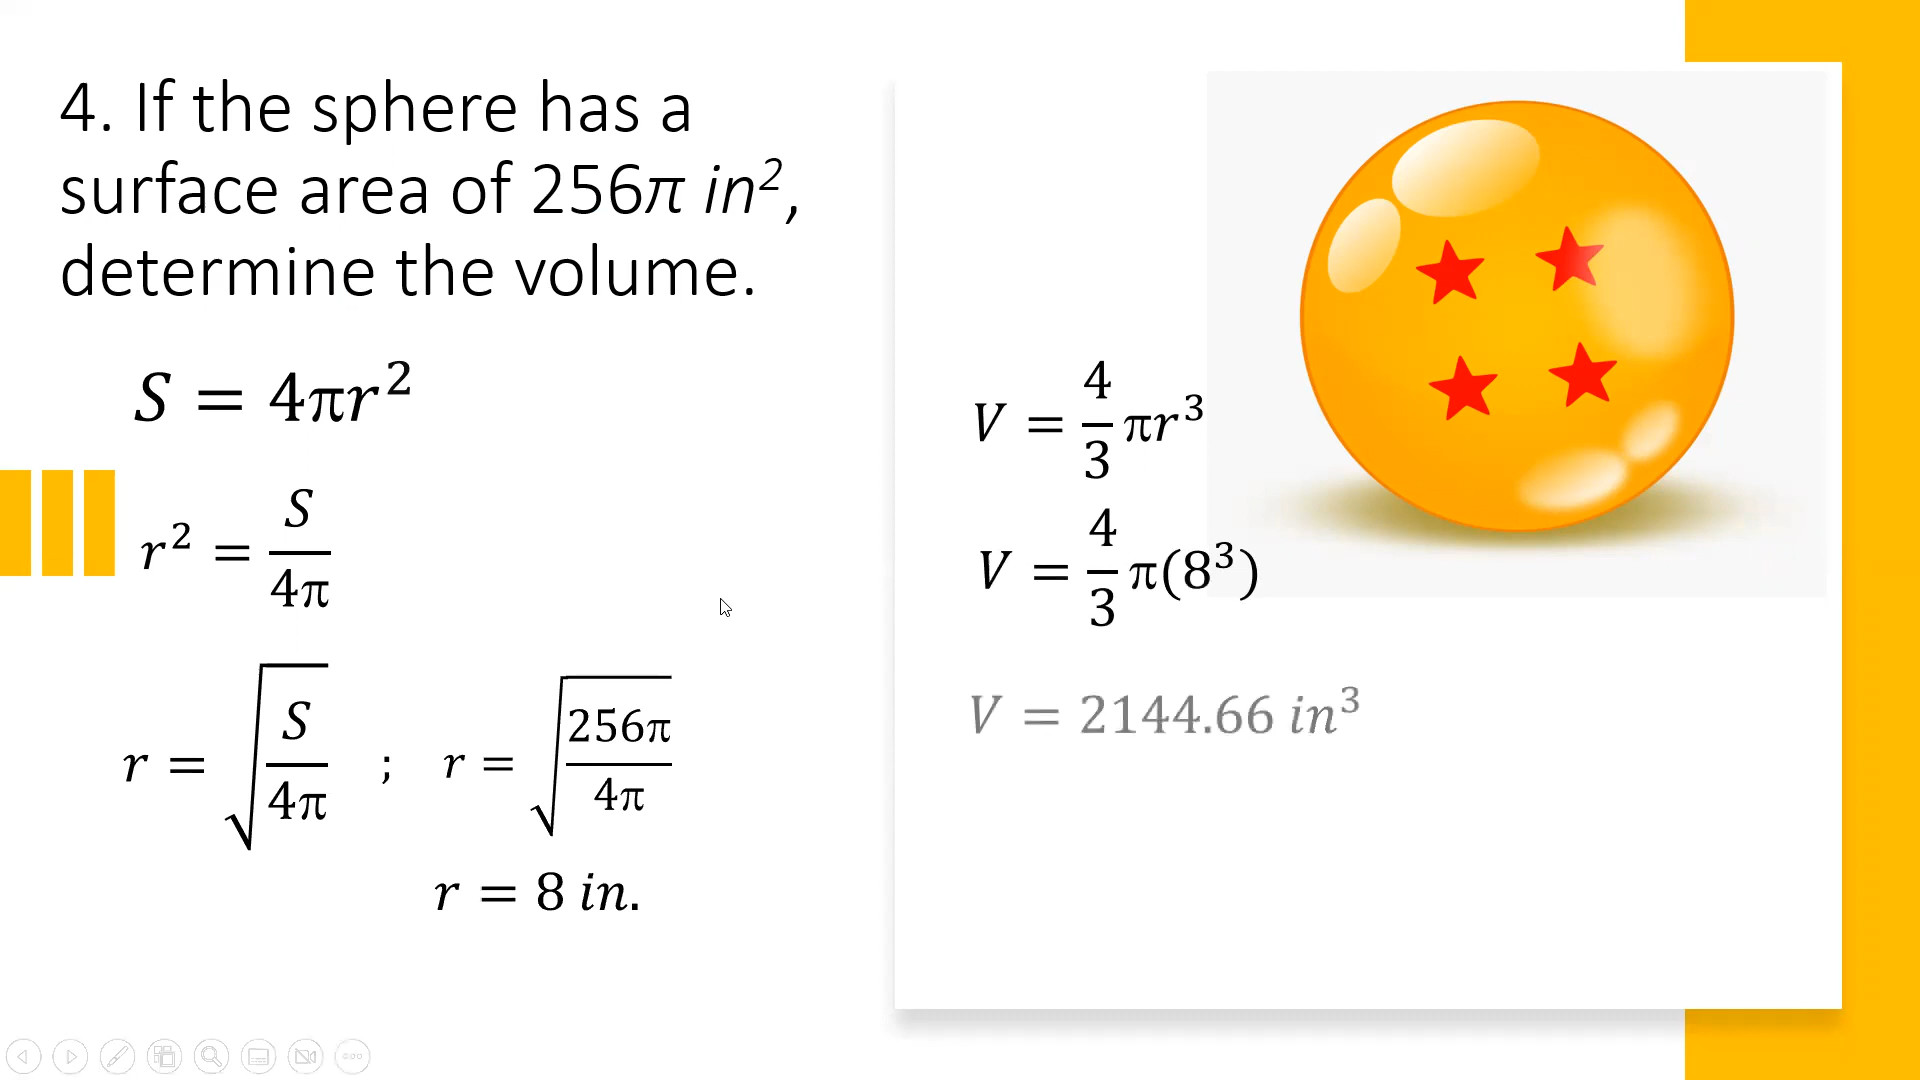 4. If the sphere has a
surface area of 256π in²,
determine the volume.
S = 4πr²
r² = S/4π
r = √(S/4π) ; r = √(256π/4π)
r = 8 in.
V = 4/3 πr³
V = 4/3 π(8³)
V = 2144.66 in³